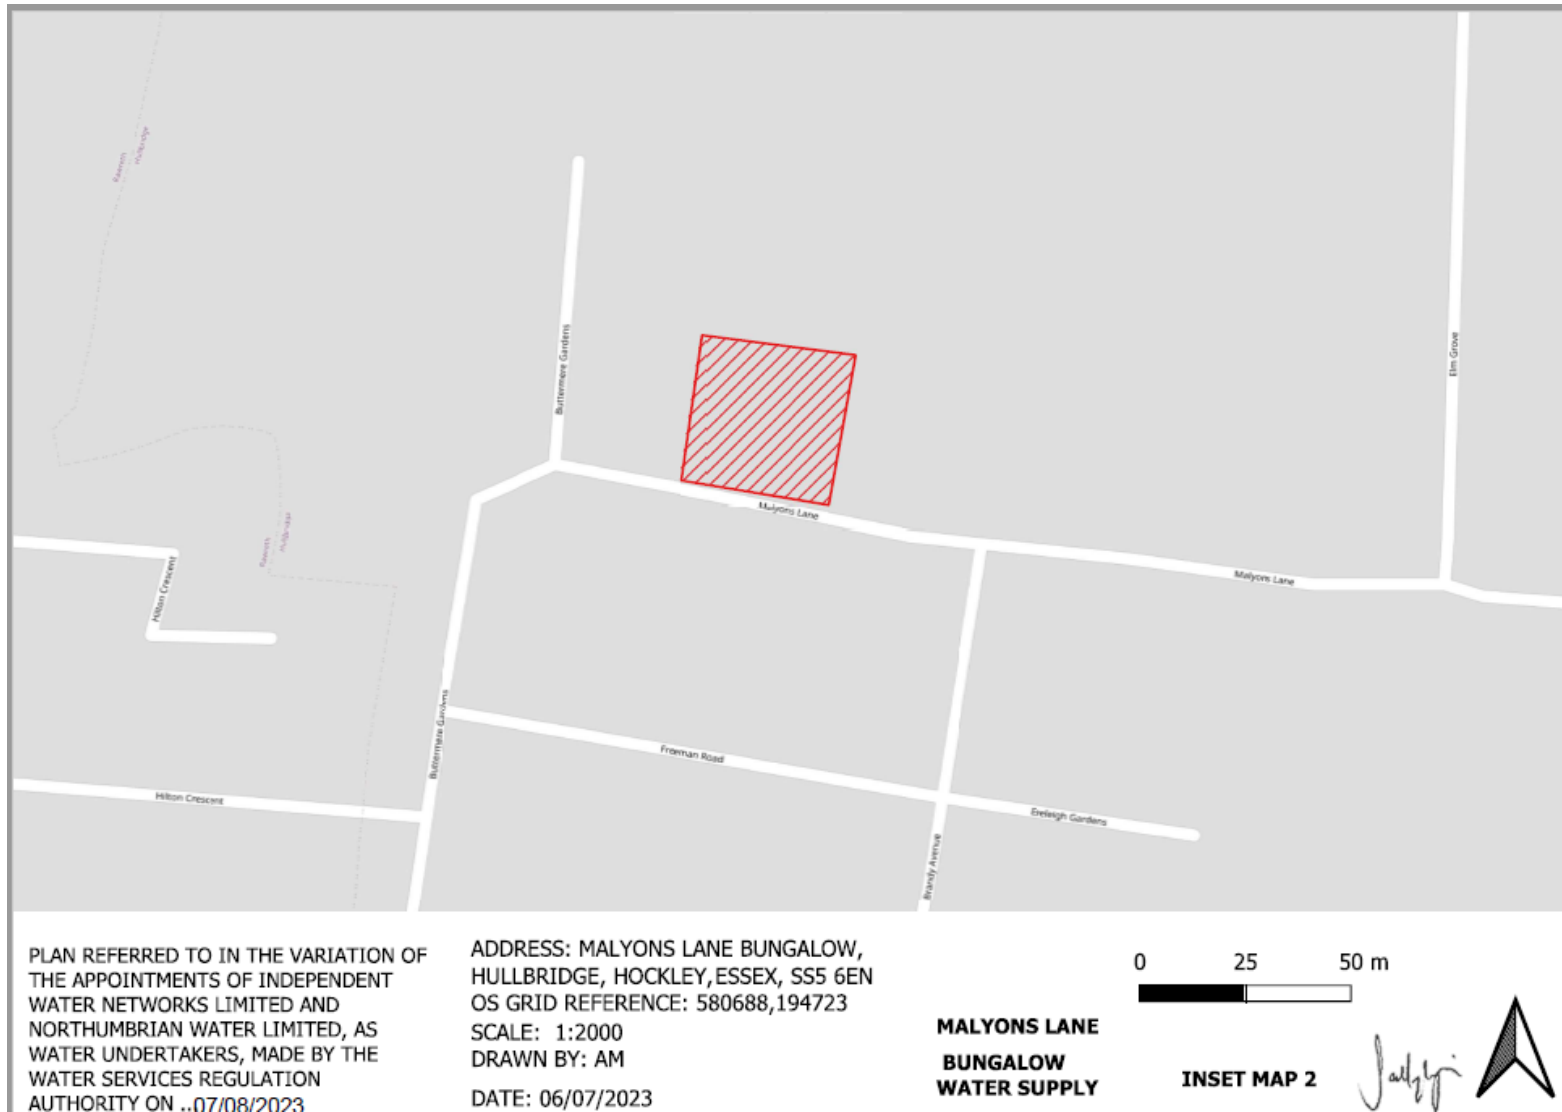 Rawreth
Hullbridge
Buttermere Gardens
Elm Grove
Malyons Lane
Rawreth
Hullbridge
Hilton Crescent
Malyons Lane
Buttermere Gardens
Freeman Road
Hilton Crescent
Ereleigh Gardens
Brandy Avenue
PLAN REFERRED TO IN THE VARIATION OF
THE APPOINTMENTS OF INDEPENDENT
WATER NETWORKS LIMITED AND
NORTHUMBRIAN WATER LIMITED, AS
WATER UNDERTAKERS, MADE BY THE
WATER SERVICES REGULATION
AUTHORITY ON ..07/08/2023
ADDRESS: MALYONS LANE BUNGALOW,
HULLBRIDGE, HOCKLEY,ESSEX, SS5 6EN
OS GRID REFERENCE: 580688,194723
SCALE: 1:2000
DRAWN BY: AM
DATE: 06/07/2023
MALYONS LANE
BUNGALOW
WATER SUPPLY
0 25 50 m
INSET MAP 2